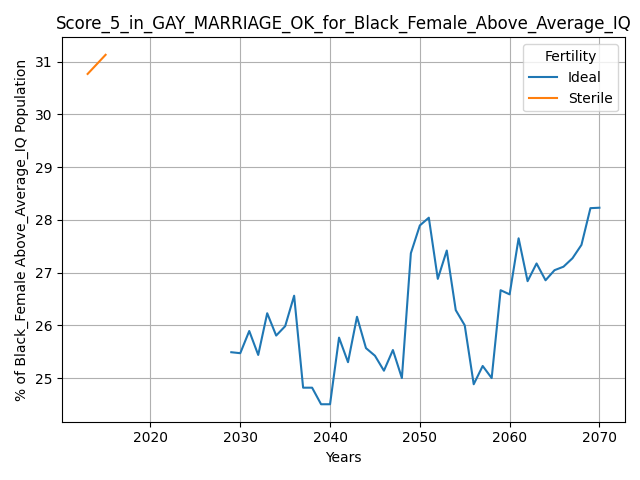 Score_5_in_GAY_MARRIAGE_OK_for_Black_Female_Above_Average_IQ
% of Black_Female Above_Average_IQ Population
31
30
29
28
27
26
25
Fertility
Ideal
Sterile
2020
2030
2040
2050
2060
2070
Years